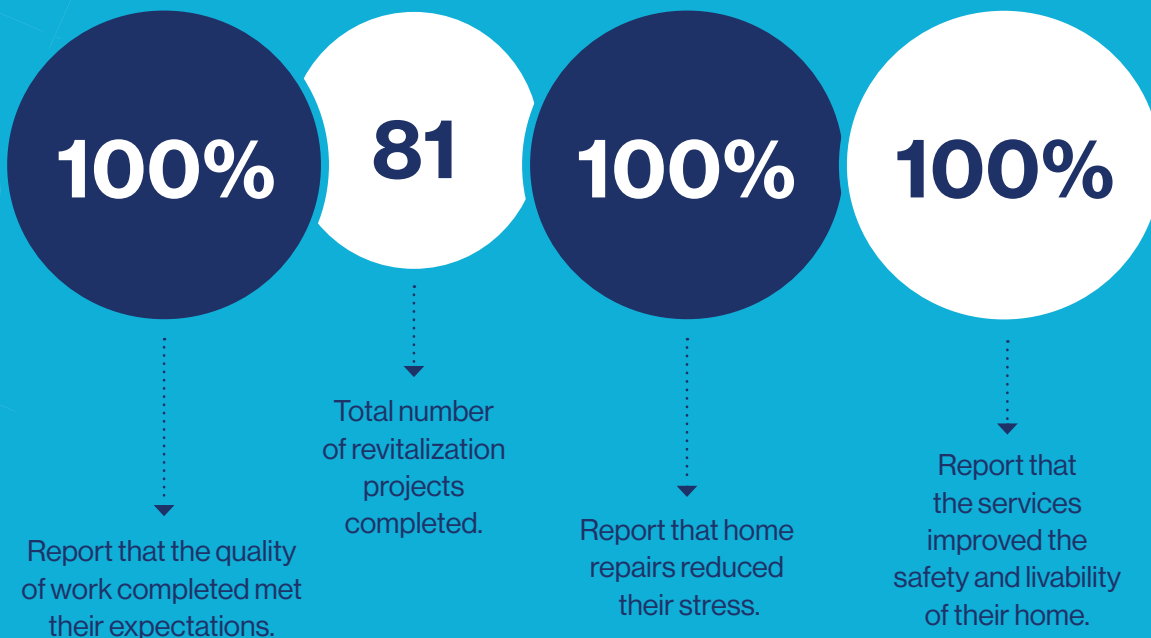 100%
81
100%
100%
Report that the quality
of work completed met
their expectations.
Total number
of revitalization
projects
completed.
Report that home
repairs reduced
their stress.
Report that
the services
improved the
safety and livability
of their home.